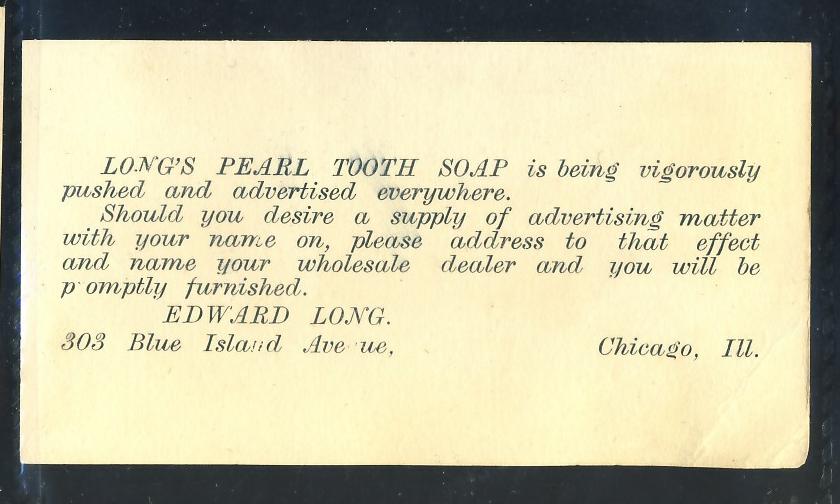 LONG'S PEARL TOOTH SOAP is being vigorously
pushed and advertised everywhere.
Should you desire a supply of advertising matter
with your name on, please address to that effect
and name your wholesale dealer and you will be
promptly furnished.
EDWARD LONG.
303 Blue Island Avenue, Chicago, Ill.